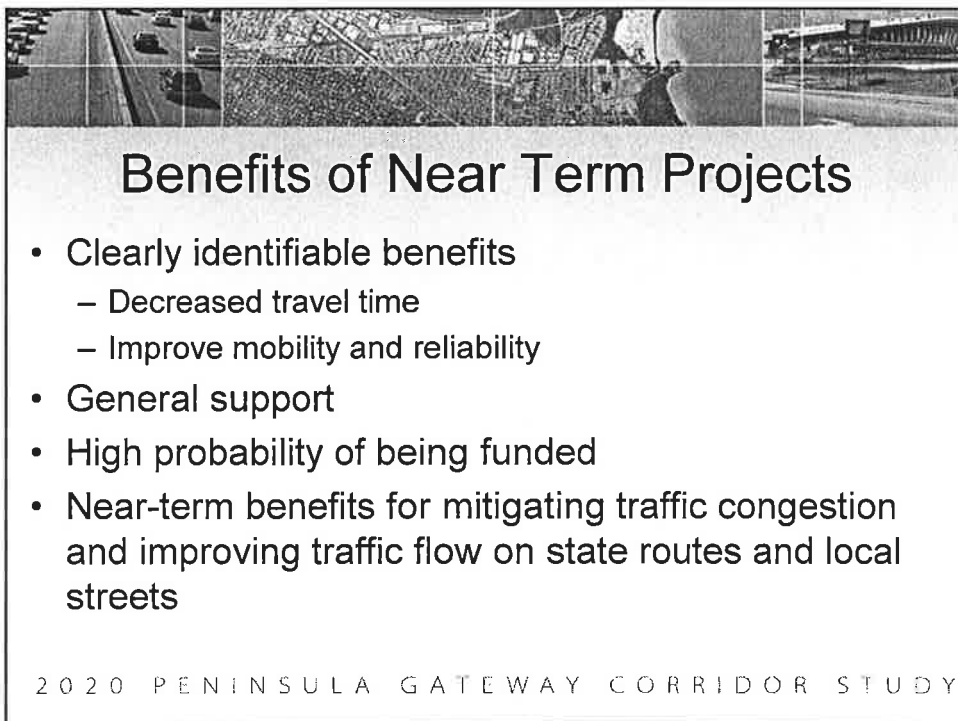 Benefits of Near Term Projects
• Clearly identifiable benefits
– Decreased travel time
– Improve mobility and reliability
• General support
• High probability of being funded
• Near-term benefits for mitigating traffic congestion
and improving traffic flow on state routes and local
streets
2020 PENINSULA GATEWAY CORRIDOR STUDY